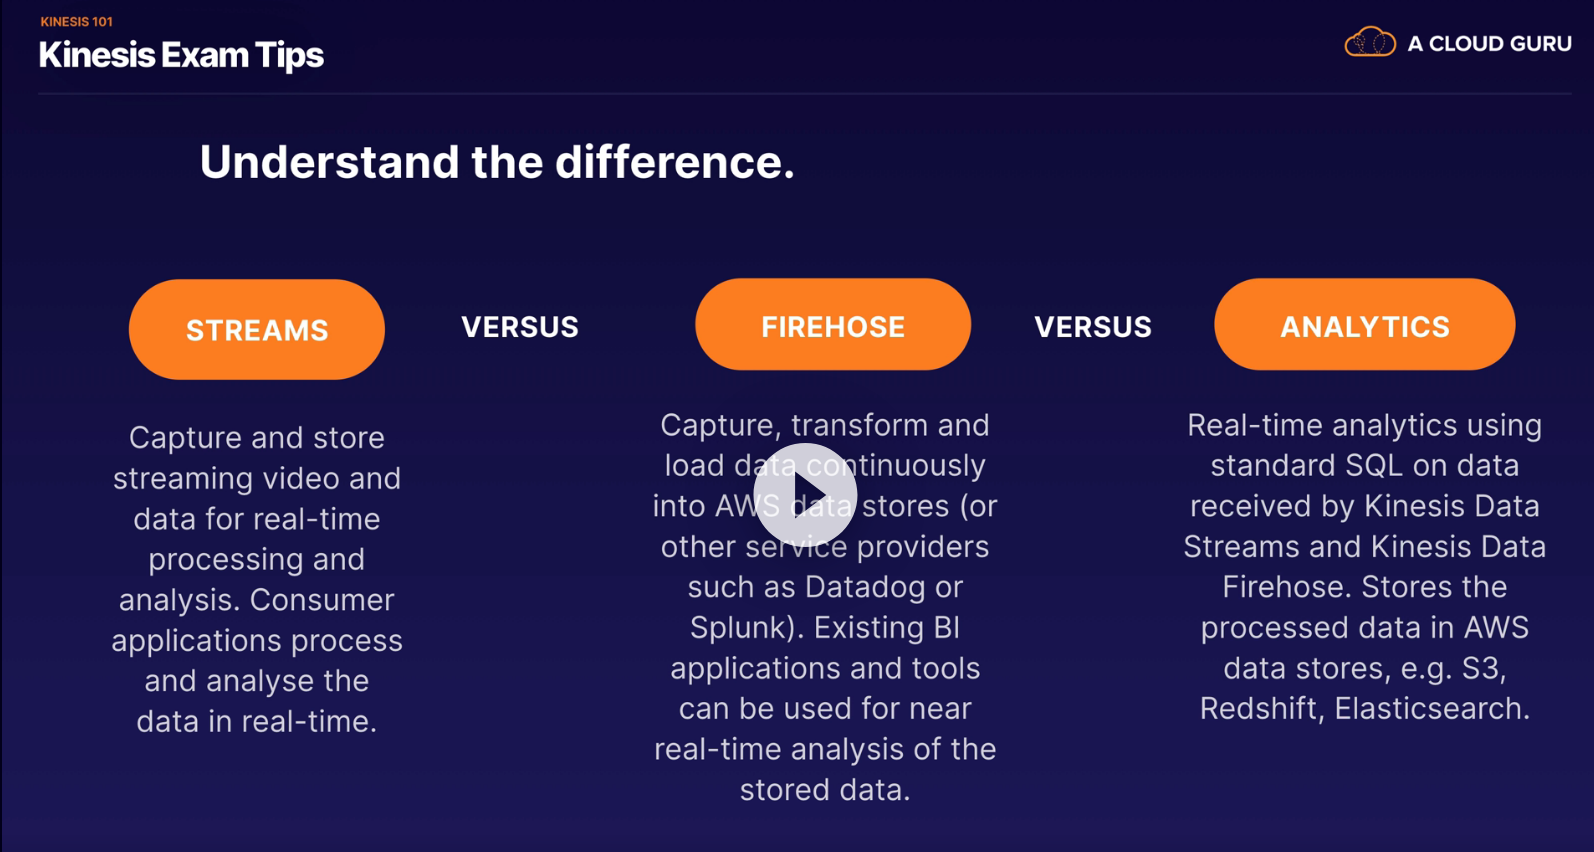 KINESIS 101
Kinesis Exam Tips
A CLOUD GURU
Understand the difference.
STREAMS
VERSUS
FIREHOSE
VERSUS
ANALYTICS
Capture and store
streaming video and
data for real-time
processing and
analysis. Consumer
applications process
and analyse the
data in real-time.
Capture, transform and
load data continuously
into AWS data stores (or
other service providers
such as Datadog or
Splunk). Existing BI
applications and tools
can be used for near
real-time analysis of the
stored data.
Real-time analytics using
standard SQL on data
received by Kinesis Data
Streams and Kinesis Data
Firehose. Stores the
processed data in AWS
data stores, e.g. S3,
Redshift, Elasticsearch.